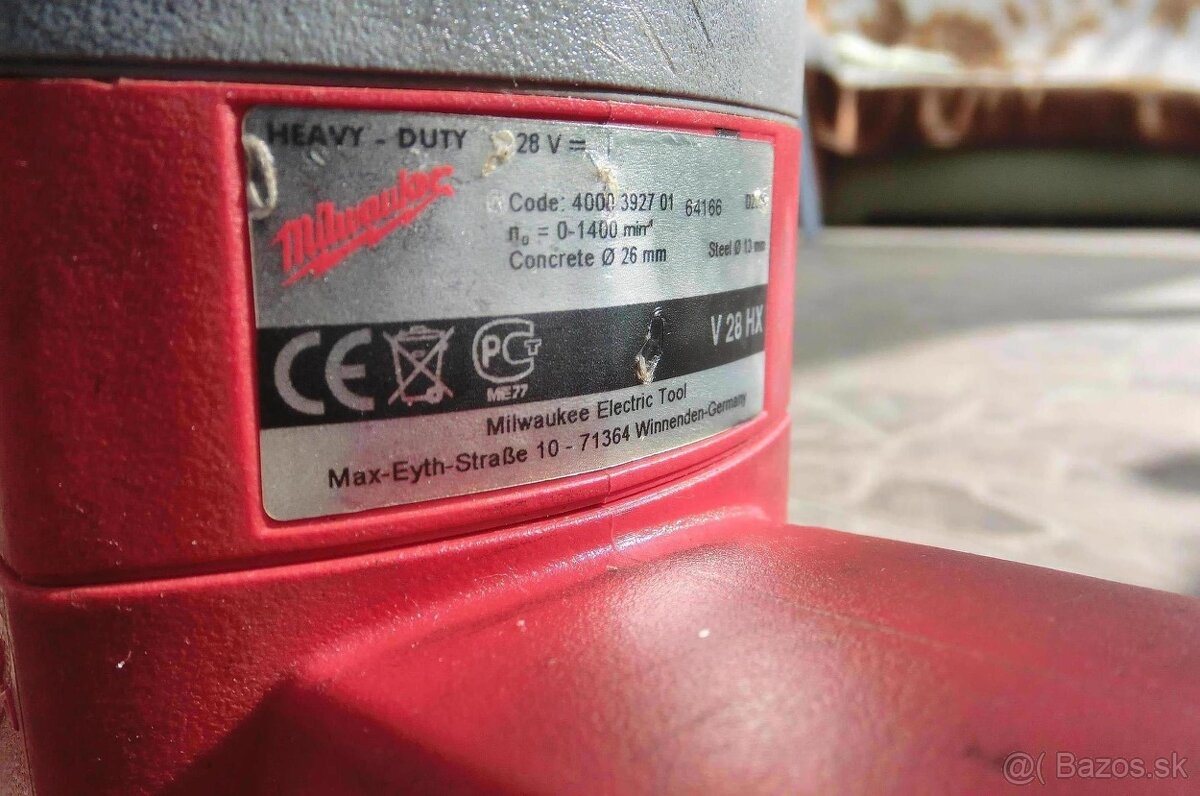 HEAVY - DUTY 28 V
Milwaukee
Code: 4000 3927 01 64166
n₀ = 0-1400 min⁻¹
Concrete Ø 26 mm Steel Ø 13 mm
CE PCT V 28 HX
ME77
Milwaukee Electric Tool
Max-Eyth-Straße 10 - 71364 Winnenden-Germany
@( Bazos.sk